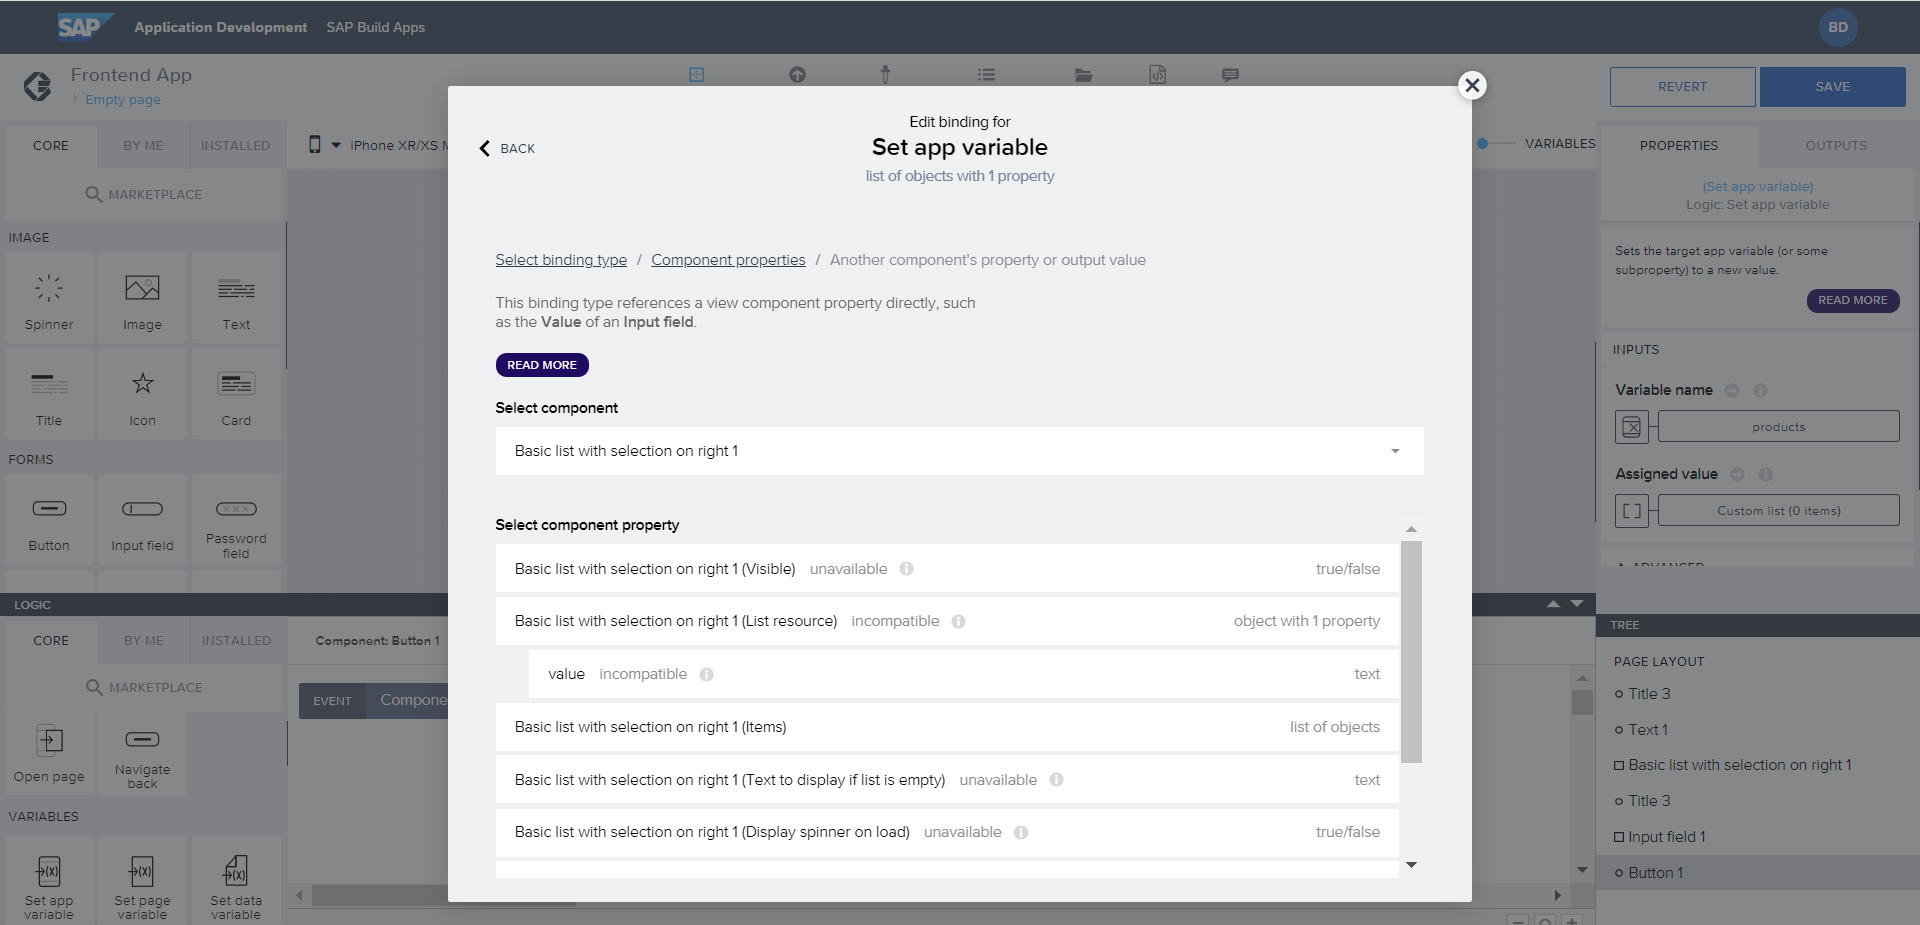 SAP Application Development SAP Build Apps BD
Frontend App
Empty page
REVERT SAVE
CORE BY ME INSTALLED
iPhone XR/XS
VARIABLES
PROPERTIES OUTPUTS
MARKETPLACE
IMAGE
Spinner Image Text
Title Icon Card
FORMS
Button Input field Password
field
Edit binding for
BACK
Set app variable
list of objects with 1 property
Select binding type / Component properties / Another component's property or output value
This binding type references a view component property directly, such
as the Value of an Input field.
READ MORE
Select component
Basic list with selection on right 1
Select component property
Basic list with selection on right 1 (Visible) unavailable true/false
Basic list with selection on right 1 (List resource) incompatible object with 1 property
value incompatible text
Basic list with selection on right 1 (Items) list of objects
Basic list with selection on right 1 (Text to display if list is empty) unavailable text
Basic list with selection on right 1 (Display spinner on load) unavailable true/false
(Set app variable)
Logic: Set app variable
Sets the target app variable (or some
subproperty) to a new value.
READ MORE
INPUTS
Variable name
products
Assigned value
Custom list (0 items)
ADVANCED
LOGIC
CORE BY ME INSTALLED
Component: Button 1
MARKETPLACE
EVENT Compone
Open page Navigate
back
VARIABLES
Set app
variable
Set page
variable
Set data
variable
TREE
PAGE LAYOUT
Title 3
Text 1
Basic list with selection on right 1
Title 3
Input field 1
Button 1